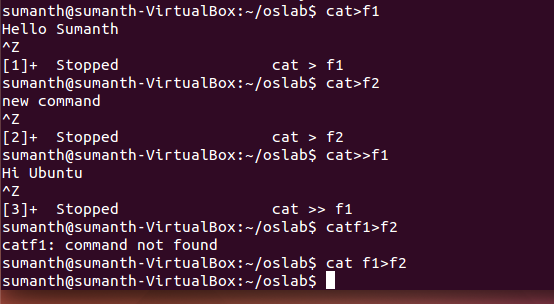 sumanth@sumanth-VirtualBox:~/oslab$ cat>f1
Hello Sumanth
^Z
[1]+  Stopped                 cat > f1
sumanth@sumanth-VirtualBox:~/oslab$ cat>f2
new command
^Z
[2]+  Stopped                 cat > f2
sumanth@sumanth-VirtualBox:~/oslab$ cat>>f1
Hi Ubuntu
^Z
[3]+  Stopped                 cat >> f1
sumanth@sumanth-VirtualBox:~/oslab$ catf1>f2
catf1: command not found
sumanth@sumanth-VirtualBox:~/oslab$ cat f1>f2
sumanth@sumanth-VirtualBox:~/oslab$